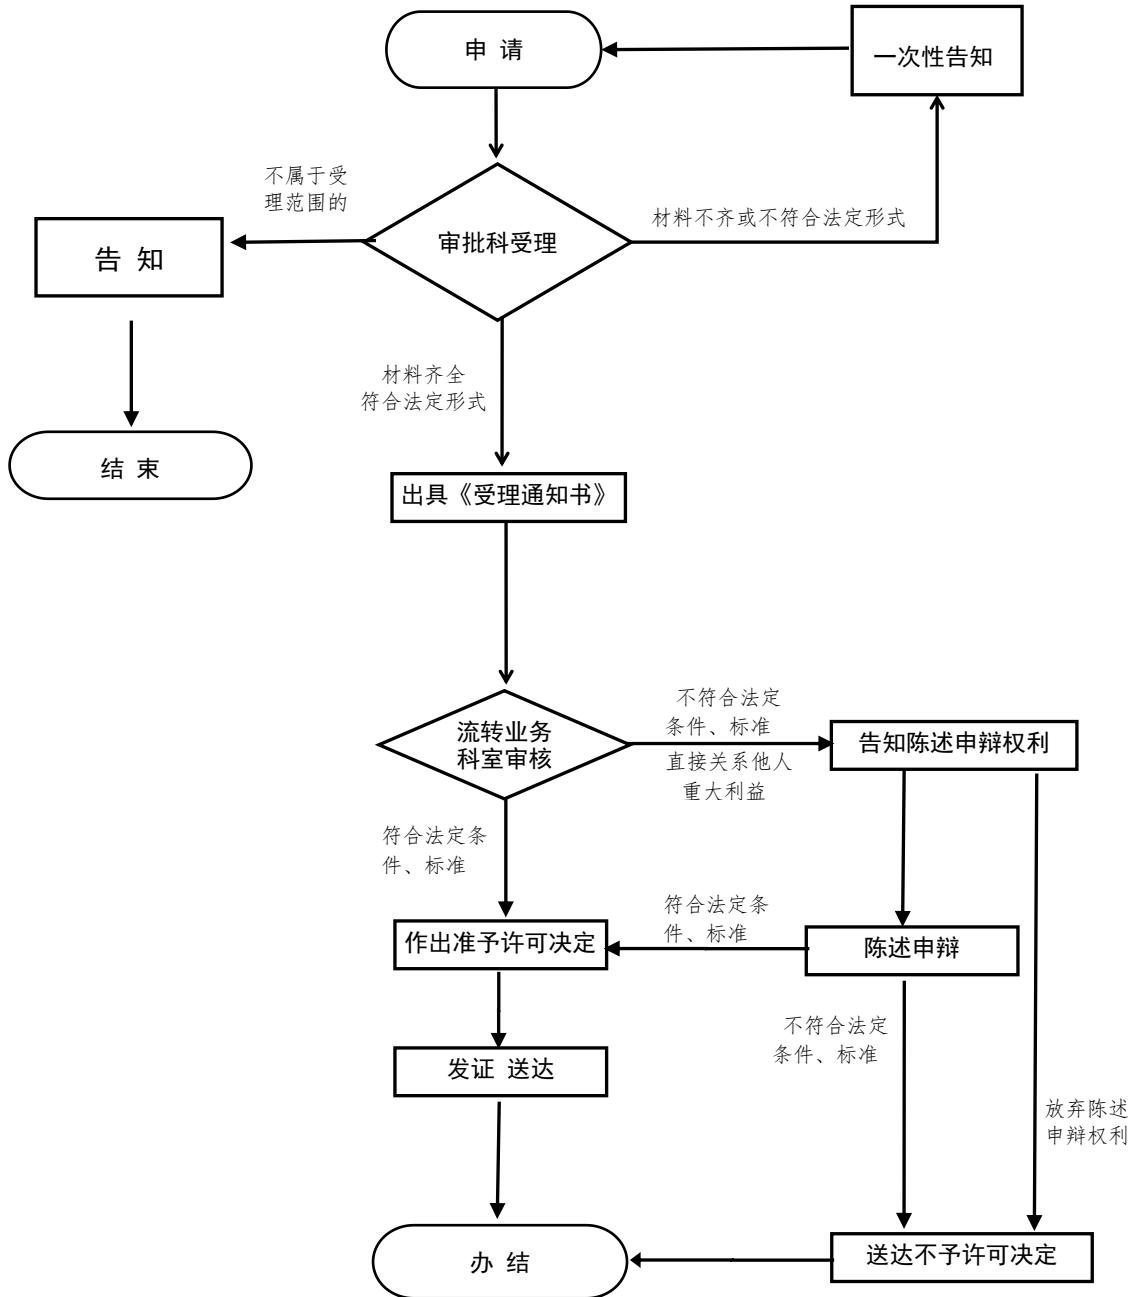 申 请
一次性告知
不属于受
理范围的
材料不齐或不符合法定形式
审批科受理
告 知
材料齐全
符合法定形式
结 束
出具《受理通知书》
不符合法定
条件、标准
流转业务
科室审核
告知陈述申辩权利
直接关系他人
重大利益
符合法定条
件、标准
符合法定条
件、标准
作出准予许可决定
陈述申辩
不符合法定
条件、标准
发证 送达
放弃陈述
申辩权利
送达不予许可决定
办 结